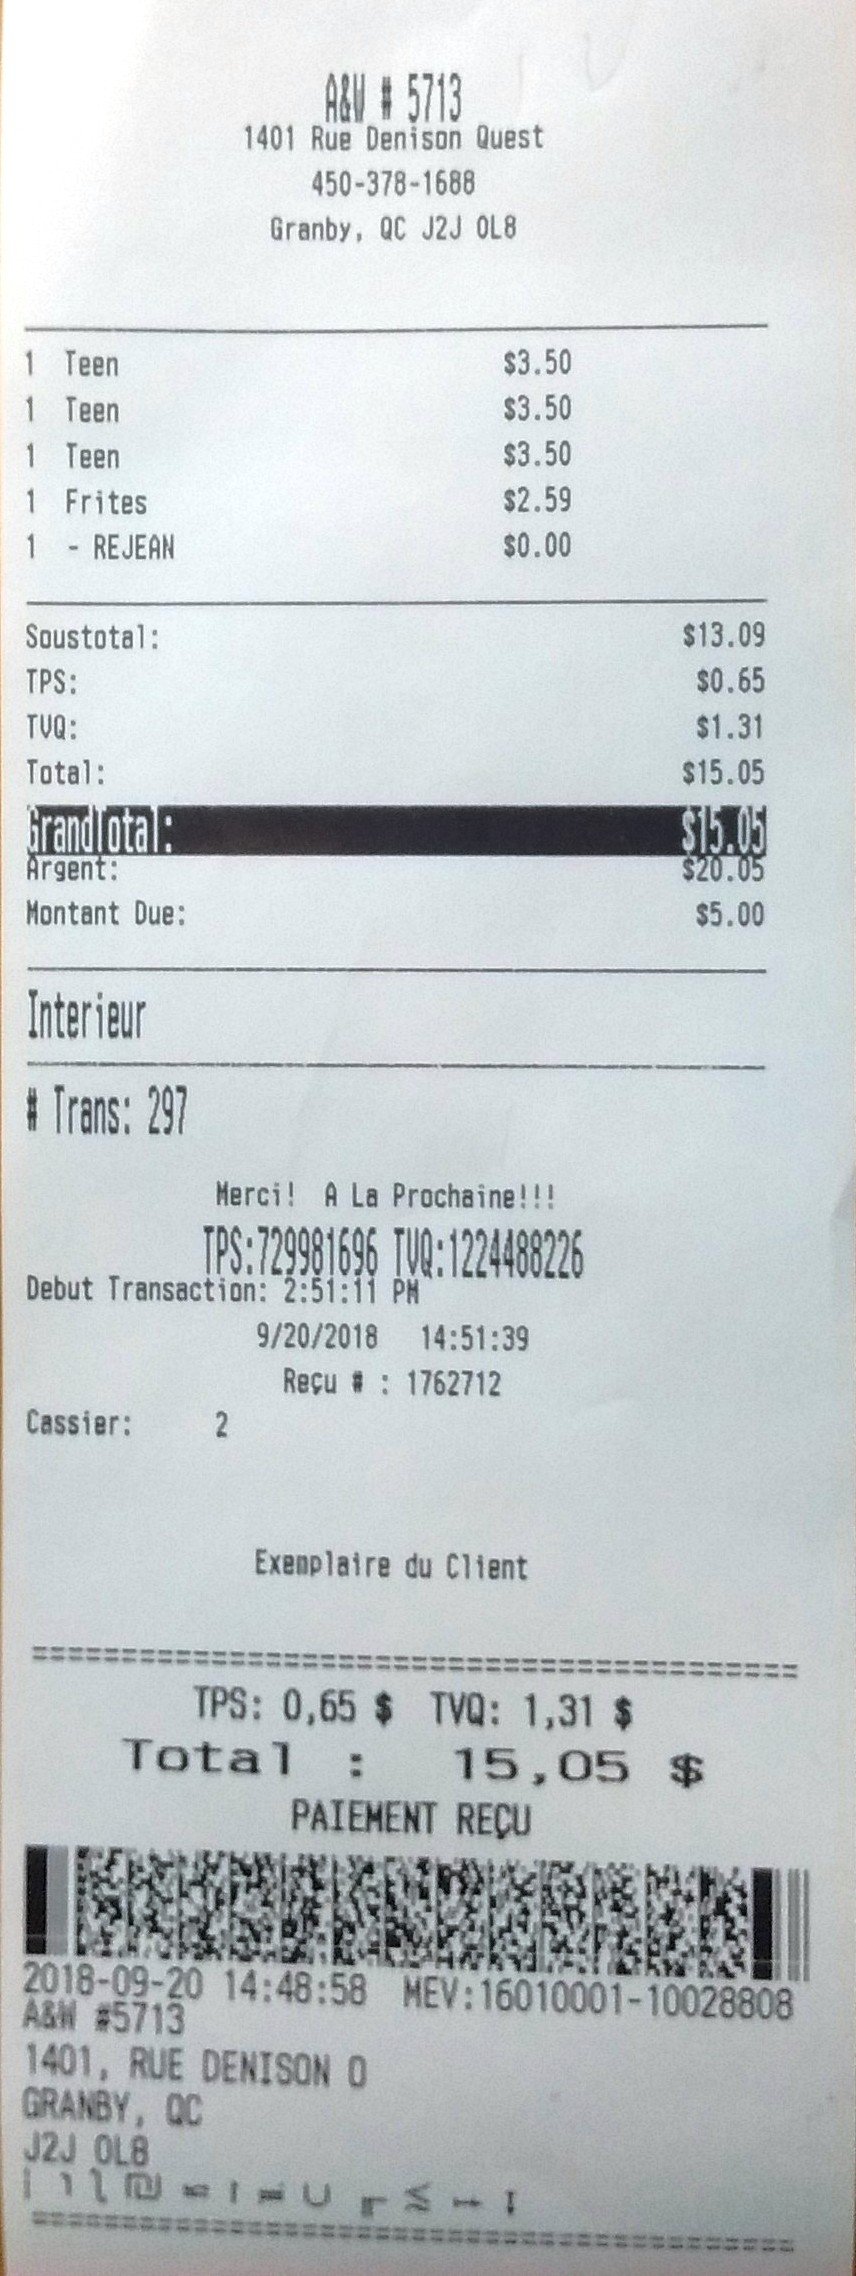 A&W # 5713
1401 Rue Denison Quest
450-378-1688
Granby, QC J2J 0L8
1 Teen $3.50
1 Teen $3.50
1 Teen $3.50
1 Frites $2.59
1 - REJEAN $0.00
Soustotal: $13.09
TPS: $0.65
TVQ: $1.31
Total: $15.05
GrandTotal: $15.05
Argent: $20.05
Montant Due: $5.00
Interieur
# Trans: 297
Merci! A La Prochaine!!!
TPS:729981696 TVQ:1224488226
Debut Transaction: 2:51:11 PM
9/20/2018 14:51:39
Reçu # : 1762712
Cassier: 2
Exemplaire du Client
============================================
TPS: 0,65 $ TVQ: 1,31 $
Total : 15,05 $
PAIEMENT REÇU
2018-09-20 14:48:58 MEV:16010001-10028808
A&W #5713
1401, RUE DENISON O
GRANBY, QC
J2J 0L8
============================================